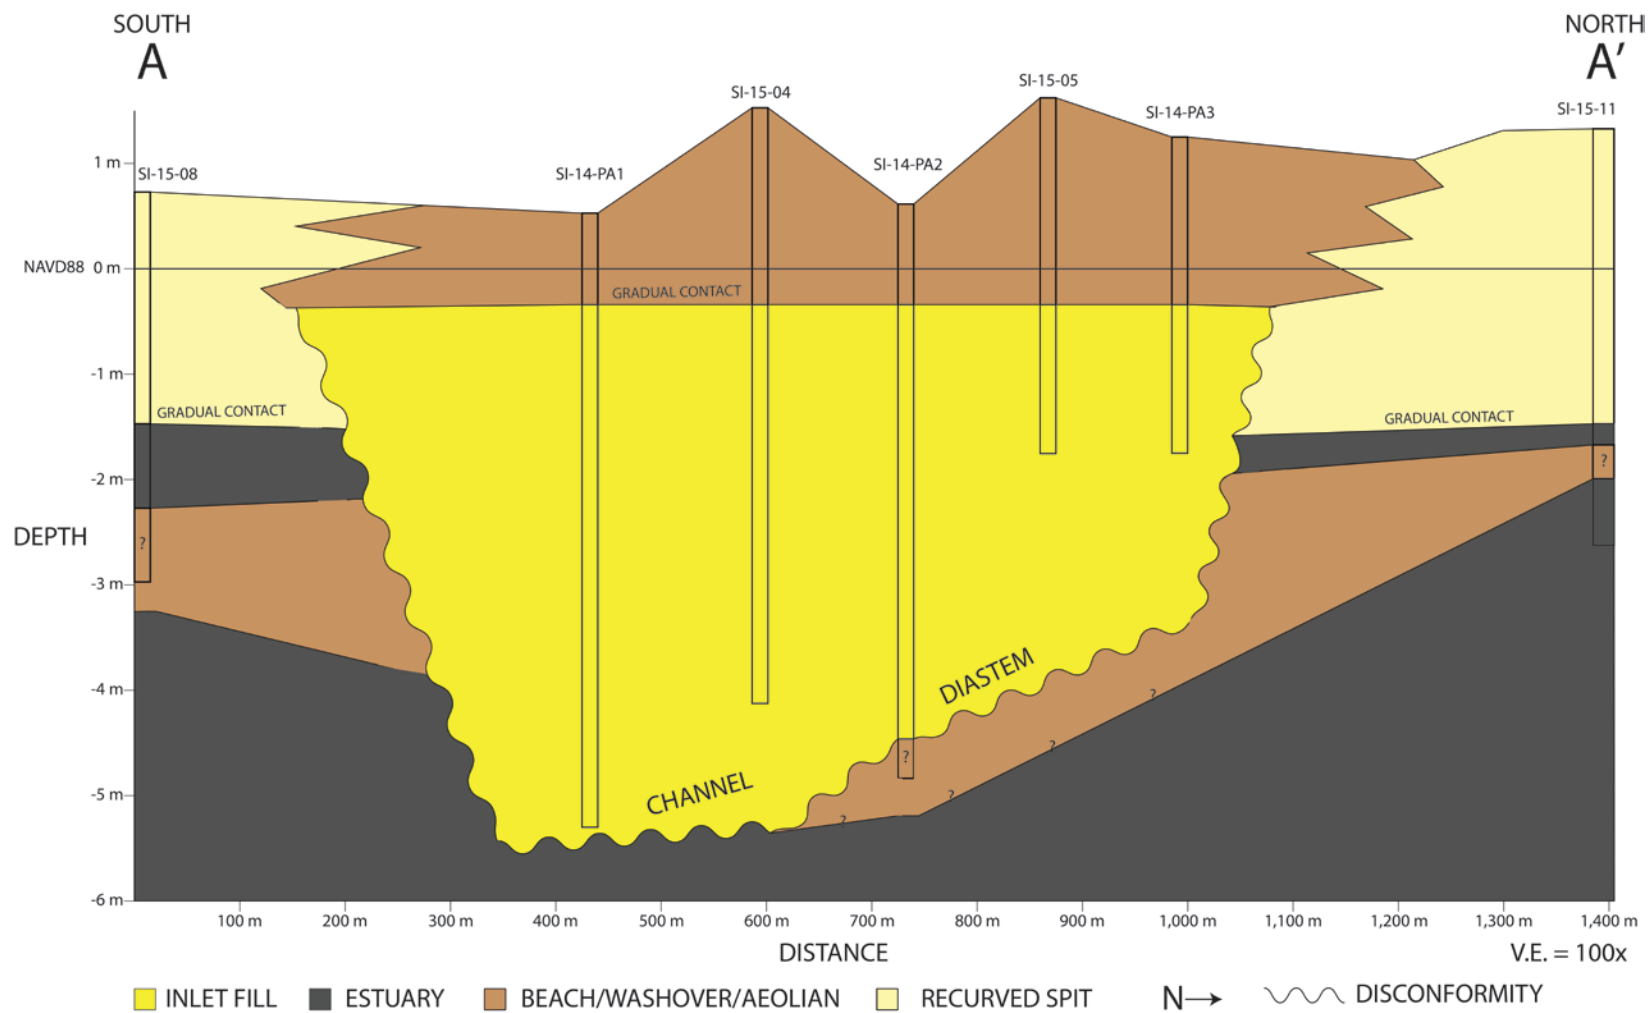 SOUTH
A
NORTH
A′
SI-15-04
SI-15-05
SI-15-11
SI-14-PA3
1 m
SI-15-08
SI-14-PA1
SI-14-PA2
NAVD88 0 m
GRADUAL CONTACT
-1 m
GRADUAL CONTACT
GRADUAL CONTACT
?
-2 m
DEPTH
?
-3 m
DIASTEM
-4 m
?
?
?
CHANNEL
-5 m
?
?
-6 m
100 m 200 m 300 m 400 m 500 m 600 m 700 m 800 m 900 m 1,000 m 1,100 m 1,200 m 1,300 m 1,400 m
DISTANCE
V.E. = 100x
INLET FILL ESTUARY BEACH/WASHOVER/AEOLIAN RECURVED SPIT N DISCONFORMITY